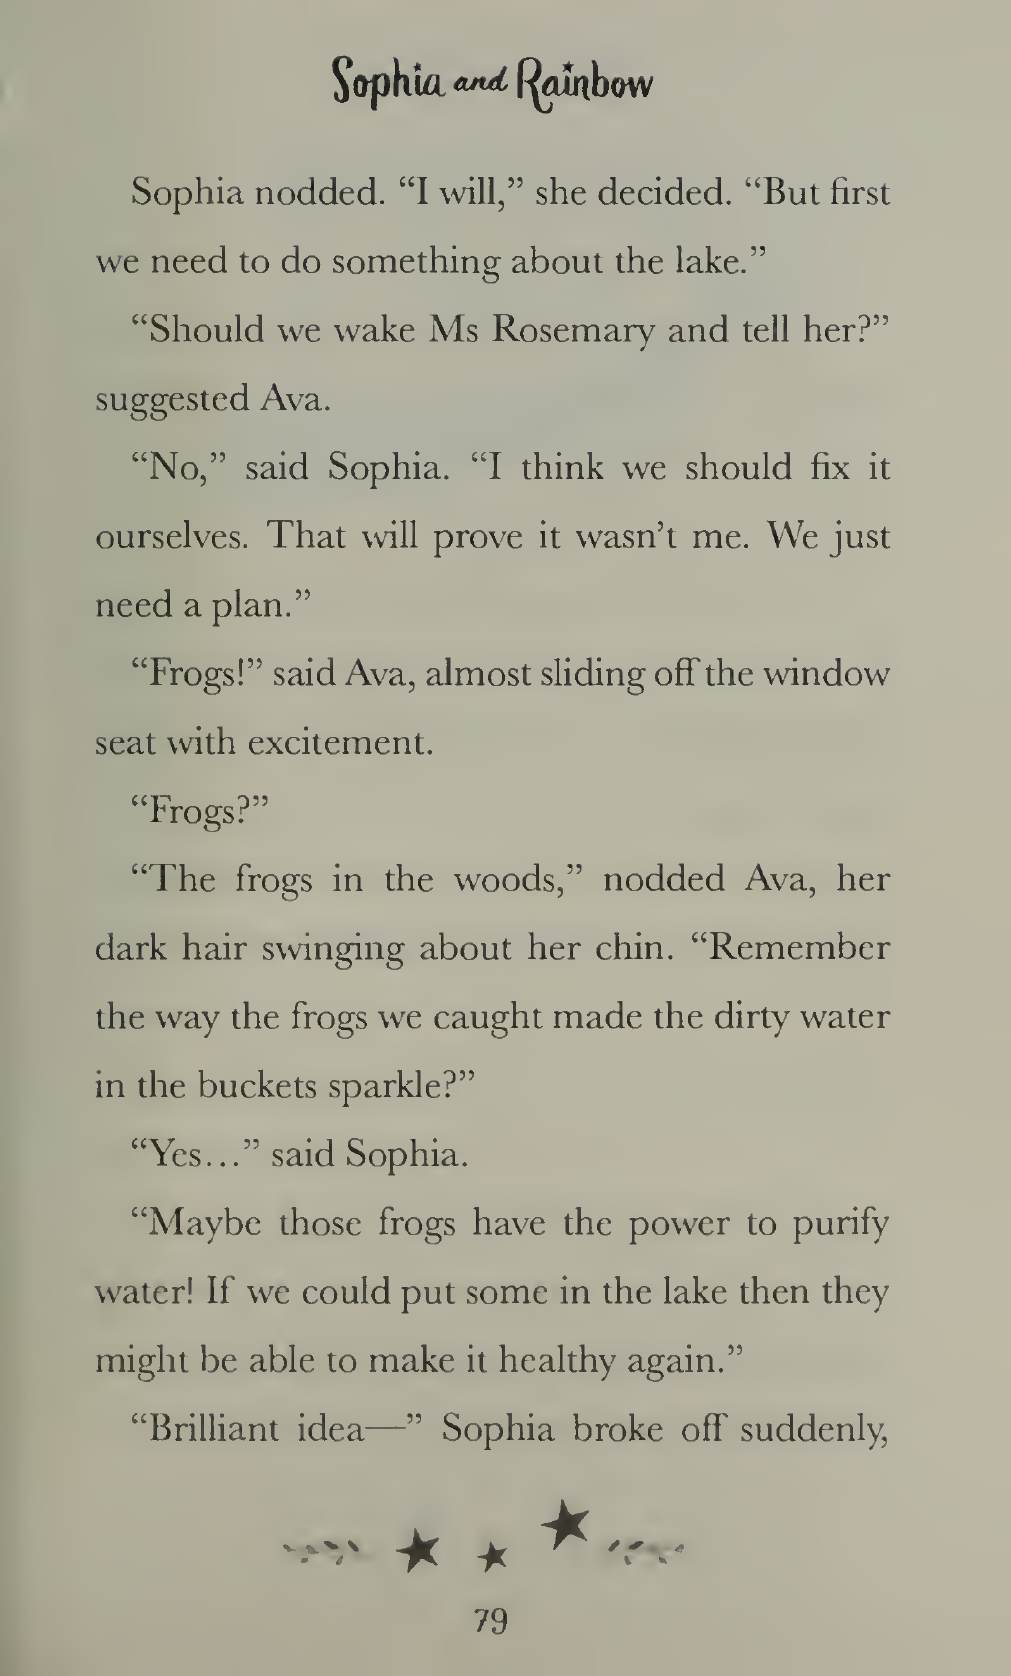 Sophia and Rainbow
Sophia nodded. “I will,” she decided. “But first
we need to do something about the lake.”
“Should we wake Ms Rosemary and tell her?”
suggested Ava.
“No,” said Sophia. “I think we should fix it
ourselves. That will prove it wasn’t me. We just
need a plan.”
“Frogs!” said Ava, almost sliding off the window
seat with excitement.
“Frogs?”
“The frogs in the woods,” nodded Ava, her
dark hair swinging about her chin. “Remember
the way the frogs we caught made the dirty water
in the buckets sparkle?”
“Yes…” said Sophia.
“Maybe those frogs have the power to purify
water! If we could put some in the lake then they
might be able to make it healthy again.”
“Brilliant idea—” Sophia broke off suddenly,
79